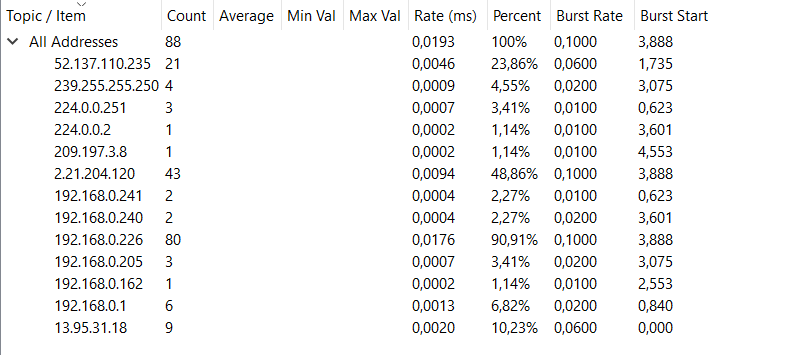 Topic / Item Count Average Min Val Max Val Rate (ms) Percent Burst Rate Burst Start
All Addresses 88 0,0193 100% 0,1000 3,888
52.137.110.235 21 0,0046 23,86% 0,0600 1,735
239.255.255.250 4 0,0009 4,55% 0,0200 3,075
224.0.0.251 3 0,0007 3,41% 0,0100 0,623
224.0.0.2 1 0,0002 1,14% 0,0100 3,601
209.197.3.8 1 0,0002 1,14% 0,0100 4,553
2.21.204.120 43 0,0094 48,86% 0,1000 3,888
192.168.0.241 2 0,0004 2,27% 0,0100 0,623
192.168.0.240 2 0,0004 2,27% 0,0200 3,601
192.168.0.226 80 0,0176 90,91% 0,1000 3,888
192.168.0.205 3 0,0007 3,41% 0,0200 3,075
192.168.0.162 1 0,0002 1,14% 0,0100 2,553
192.168.0.1 6 0,0013 6,82% 0,0200 0,840
13.95.31.18 9 0,0020 10,23% 0,0600 0,000